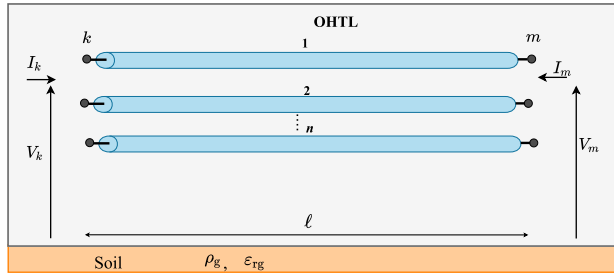 OHTL
k 1 m
I_k I_m
2
⋮ n
V_k V_m
ℓ
Soil ρ_g, ε_rg